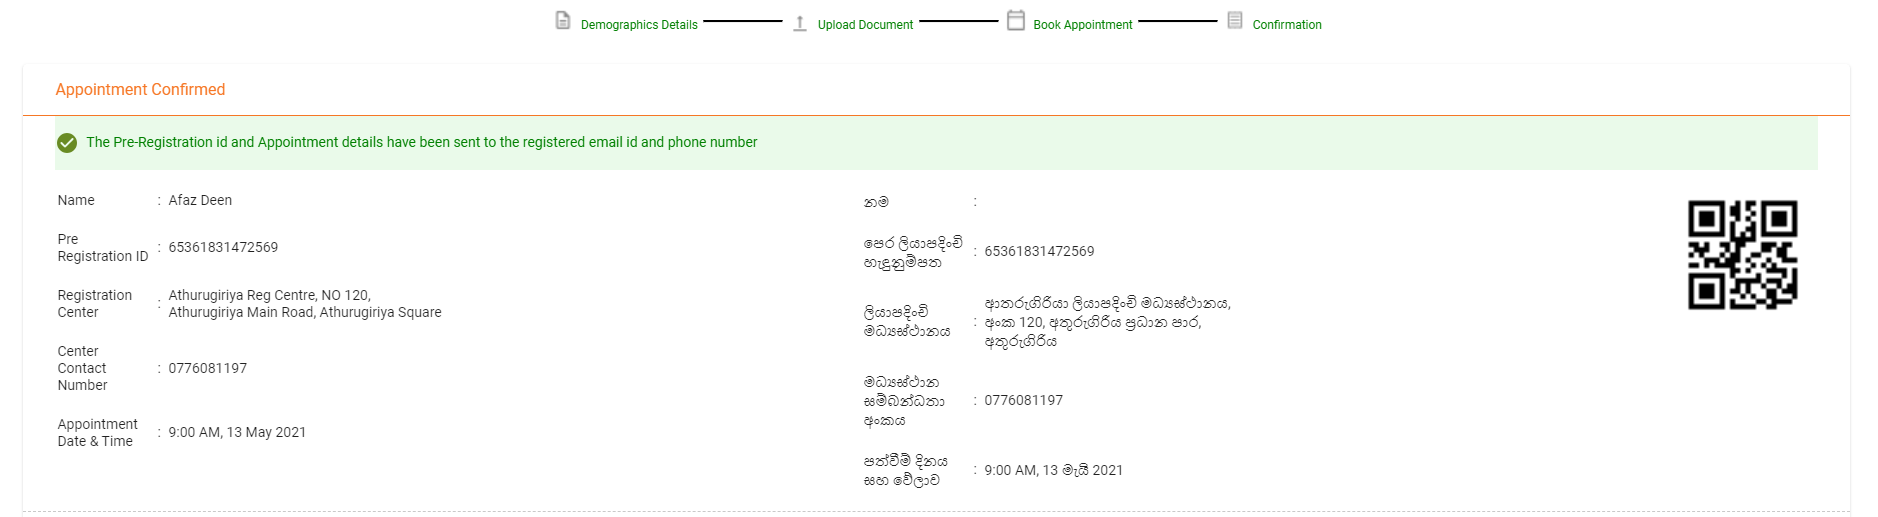 Demographics Details
Upload Document
Book Appointment
Confirmation
Appointment Confirmed
The Pre-Registration id and Appointment details have been sent to the registered email id and phone number
Name : Afaz Deen
Pre
Registration ID : 65361831472569
Registration
Center : Athurugiriya Reg Centre, NO 120,
Athurugiriya Main Road, Athurugiriya Square
Center
Contact
Number : 0776081197
Appointment
Date & Time : 9:00 AM, 13 May 2021
නම :
පෙර ලියාපදිංචි
හැඳුනුම්පත : 65361831472569
ලියාපදිංචි
මධ්‍යස්ථානය : ආතරුගිරියා ලියාපදිංචි මධ්‍යස්ථානය,
අංක 120, අතුරුගිරිය ප්‍රධාන පාර,
අතුරුගිරිය
මධ්‍යස්ථාන
සම්බන්ධතා
අංකය : 0776081197
පත්වීම් දිනය
සහ වේලාව : 9:00 AM, 13 මැයි 2021